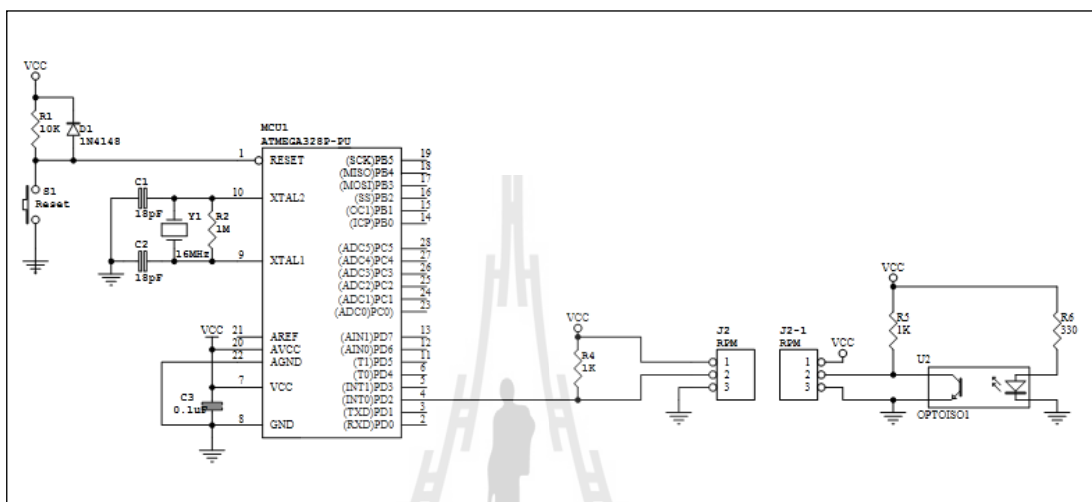 VCC
R1
10K
D1
1N4148
S1
Reset
C1
18pF
C2
18pF
Y1
16MHz
R2
1M
MCU1
ATMEGA328P-PU
1 RESET
10 XTAL2
9 XTAL1
VCC
21 AREF
20 AVCC
22 AGND
7 VCC
8 GND
C3
0.1uF
(SCK)PB5 19
(MISO)PB4 18
(MOSI)PB3 17
(SS)PB2 16
(OC1)PB1 15
(ICP)PB0 14
(ADC5)PC5 28
(ADC4)PC4 27
(ADC3)PC3 26
(ADC2)PC2 25
(ADC1)PC1 24
(ADC0)PC0) 23
(AIN1)PD7 13
(AIN0)PD6 12
(T1)PD5 11
(T0)PD4 6
(INT1)PD3 5
(INT0)PD2 4
(TXD)PD1 3
(RXD)PD0 2
VCC
R4
1K
J2
RPM
1
2
3
J2-1
RPM
1
2
3
VCC
VCC
R5
1K
R6
330
U2
OPTOISO1